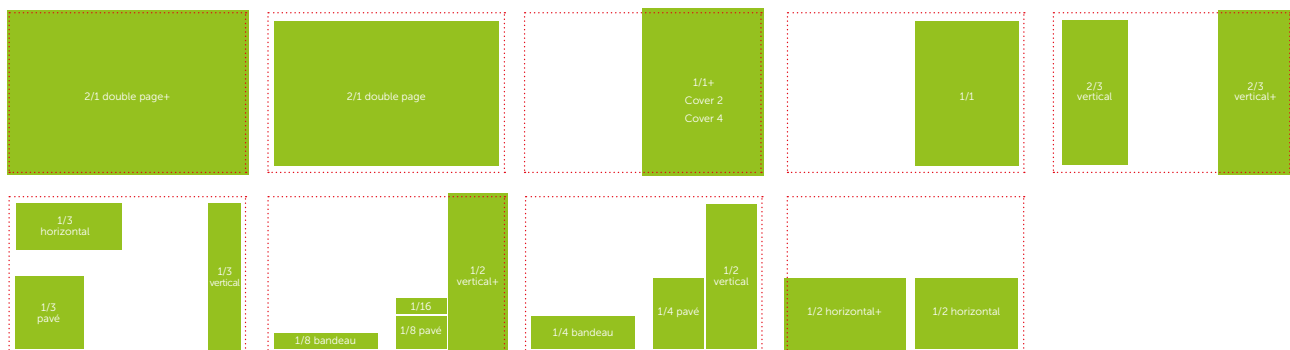 2/1 double page+
2/1 double page
1/1+
Cover 2
Cover 4
1/1
2/3
vertical
2/3
vertical+
1/3
horizontal
1/3
vertical
1/3
pavé
1/16
1/8 pavé
1/8 bandeau
1/2
vertical+
1/4 bandeau
1/4 pavé
1/2
vertical
1/2 horizontal+
1/2 horizontal